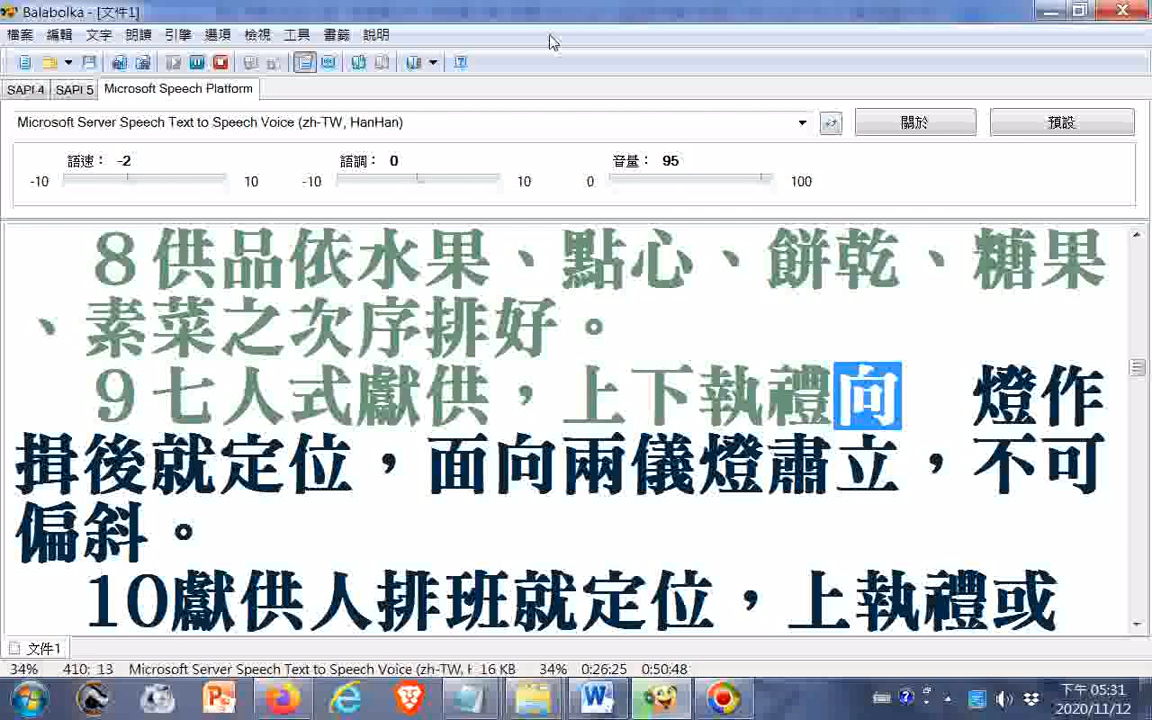 Balabolka - [文件1]
檔案 編輯 文字 朗讀 引擎 選項 檢視 工具 書籤 說明
SAPI 4 SAPI 5 Microsoft Speech Platform
Microsoft Server Speech Text to Speech Voice (zh-TW, HanHan) 關於 預設
語速： -2 語調： 0 音量： 95
-10 10 -10 10 0 100
8供品依水果、點心、餅乾、糖果
、素菜之次序排好。
9七人式獻供，上下執禮向 燈作
揖後就定位，面向兩儀燈肅立，不可
偏斜。
10獻供人排班就定位，上執禮或
文件1
34% 410: 13 Microsoft Server Speech Text to Speech Voice (zh-TW, H 16 KB 34% 0:26:25 0:50:48
下午 05:31
2020/11/12